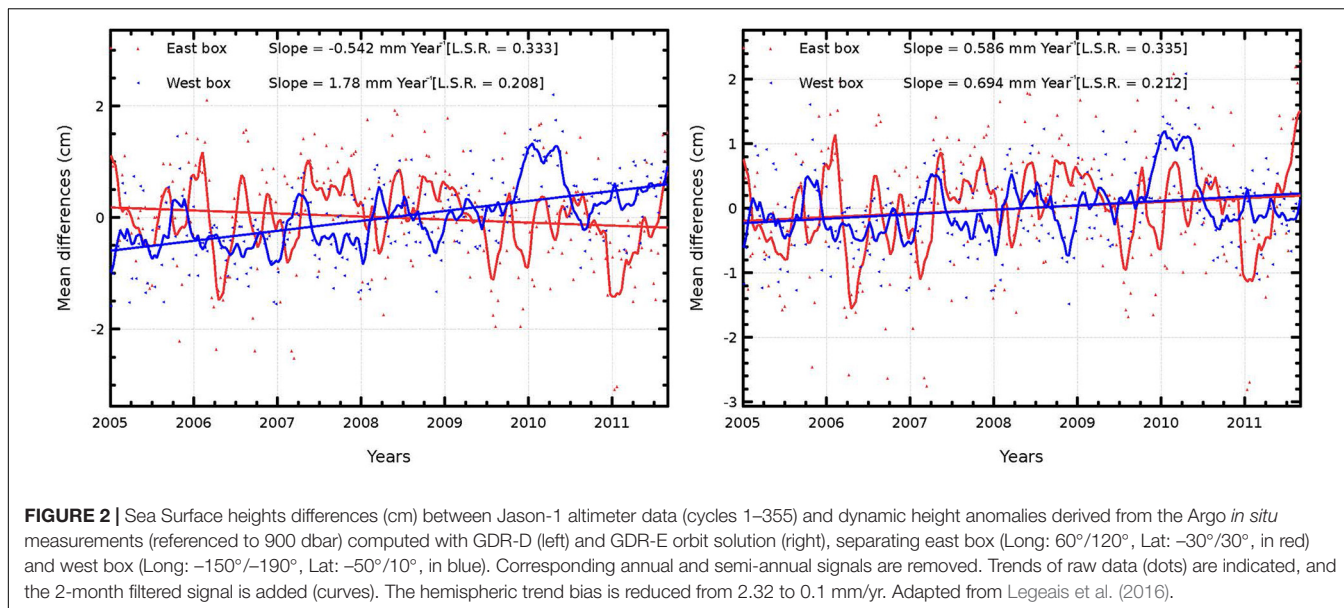 East box Slope = -0.542 mm Year⁻¹[L.S.R. = 0.333]
West box Slope = 1.78 mm Year⁻¹[L.S.R. = 0.208]
Mean differences (cm)
2
0
-2
2005 2006 2007 2008 2009 2010 2011
Years
East box Slope = 0.586 mm Year⁻¹[L.S.R. = 0.335]
West box Slope = 0.694 mm Year⁻¹[L.S.R. = 0.212]
Mean differences (cm)
2
1
0
-1
-2
-3
2005 2006 2007 2008 2009 2010 2011
Years
FIGURE 2 | Sea Surface heights differences (cm) between Jason-1 altimeter data (cycles 1–355) and dynamic height anomalies derived from the Argo in situ
measurements (referenced to 900 dbar) computed with GDR-D (left) and GDR-E orbit solution (right), separating east box (Long: 60°/120°, Lat: –30°/30°, in red)
and west box (Long: –150°/–190°, Lat: –50°/10°, in blue). Corresponding annual and semi-annual signals are removed. Trends of raw data (dots) are indicated, and
the 2-month filtered signal is added (curves). The hemispheric trend bias is reduced from 2.32 to 0.1 mm/yr. Adapted from Legeais et al. (2016).